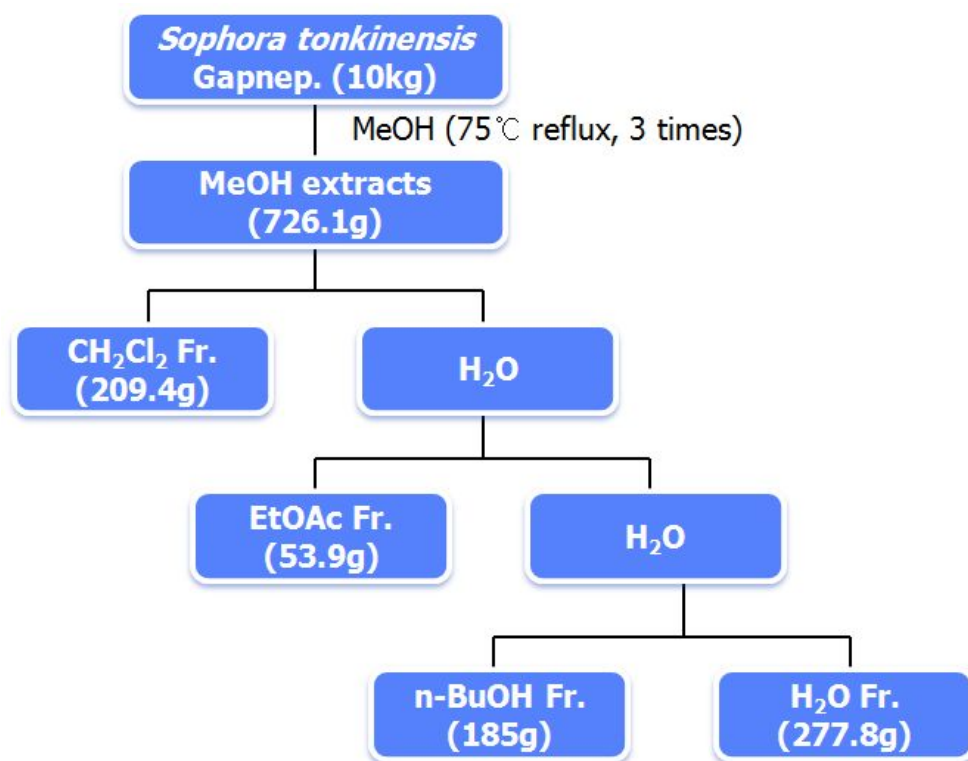 Sophora tonkinensis
Gapnep. (10kg)
MeOH (75℃ reflux, 3 times)
MeOH extracts
(726.1g)
CH₂Cl₂ Fr.
(209.4g)
H₂O
EtOAc Fr.
(53.9g)
H₂O
n-BuOH Fr.
(185g)
H₂O Fr.
(277.8g)